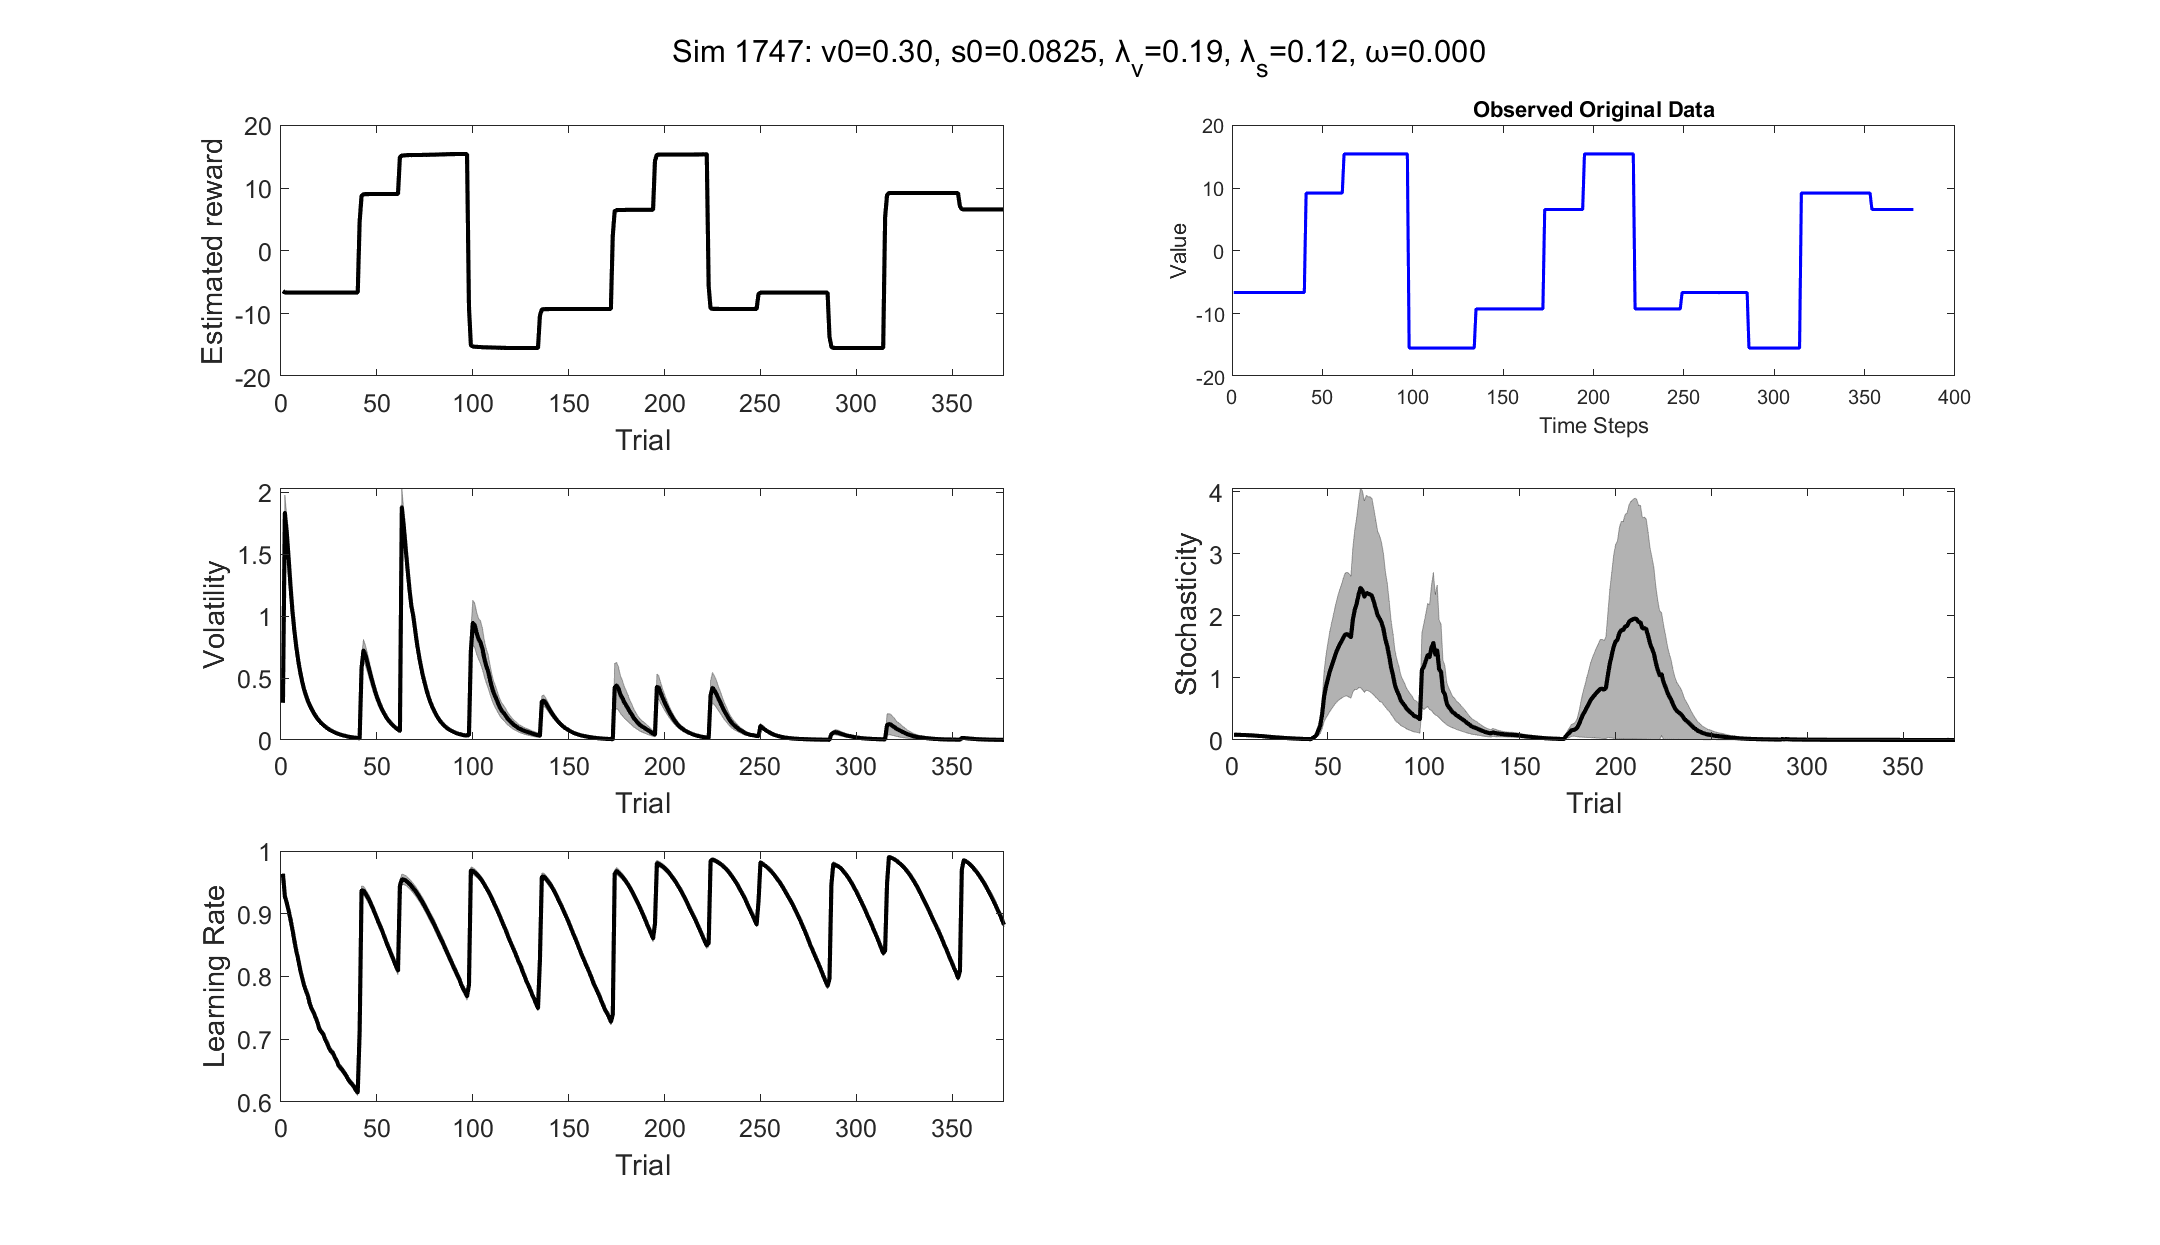 Sim 1747: v0=0.30, s0=0.0825, λv=0.19, λs=0.12, ω=0.000
Estimated reward
20
10
0
-10
-20
0 50 100 150 200 250 300 350
Trial
Observed Original Data
Value
20
10
0
-10
-20
0 50 100 150 200 250 300 350 400
Time Steps
Volatility
2
1.5
1
0.5
0
0 50 100 150 200 250 300 350
Trial
Stochasticity
4
3
2
1
0
0 50 100 150 200 250 300 350
Trial
Learning Rate
1
0.9
0.8
0.7
0.6
0 50 100 150 200 250 300 350
Trial